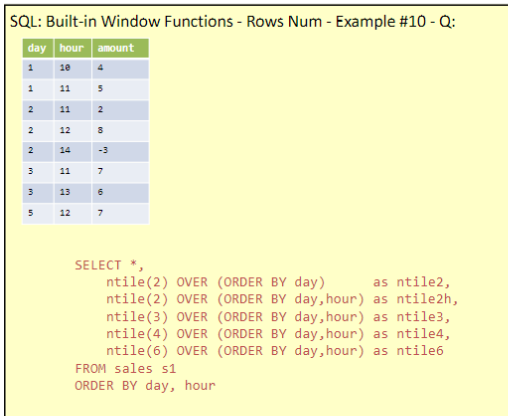 SQL: Built-in Window Functions - Rows Num - Example #10 - Q:
day hour amount
1 10 4
1 11 5
2 11 2
2 12 8
2 14 -3
3 11 7
3 13 6
5 12 7
SELECT *,
ntile(2) OVER (ORDER BY day) as ntile2,
ntile(2) OVER (ORDER BY day,hour) as ntile2h,
ntile(3) OVER (ORDER BY day,hour) as ntile3,
ntile(4) OVER (ORDER BY day,hour) as ntile4,
ntile(6) OVER (ORDER BY day,hour) as ntile6
FROM sales s1
ORDER BY day, hour